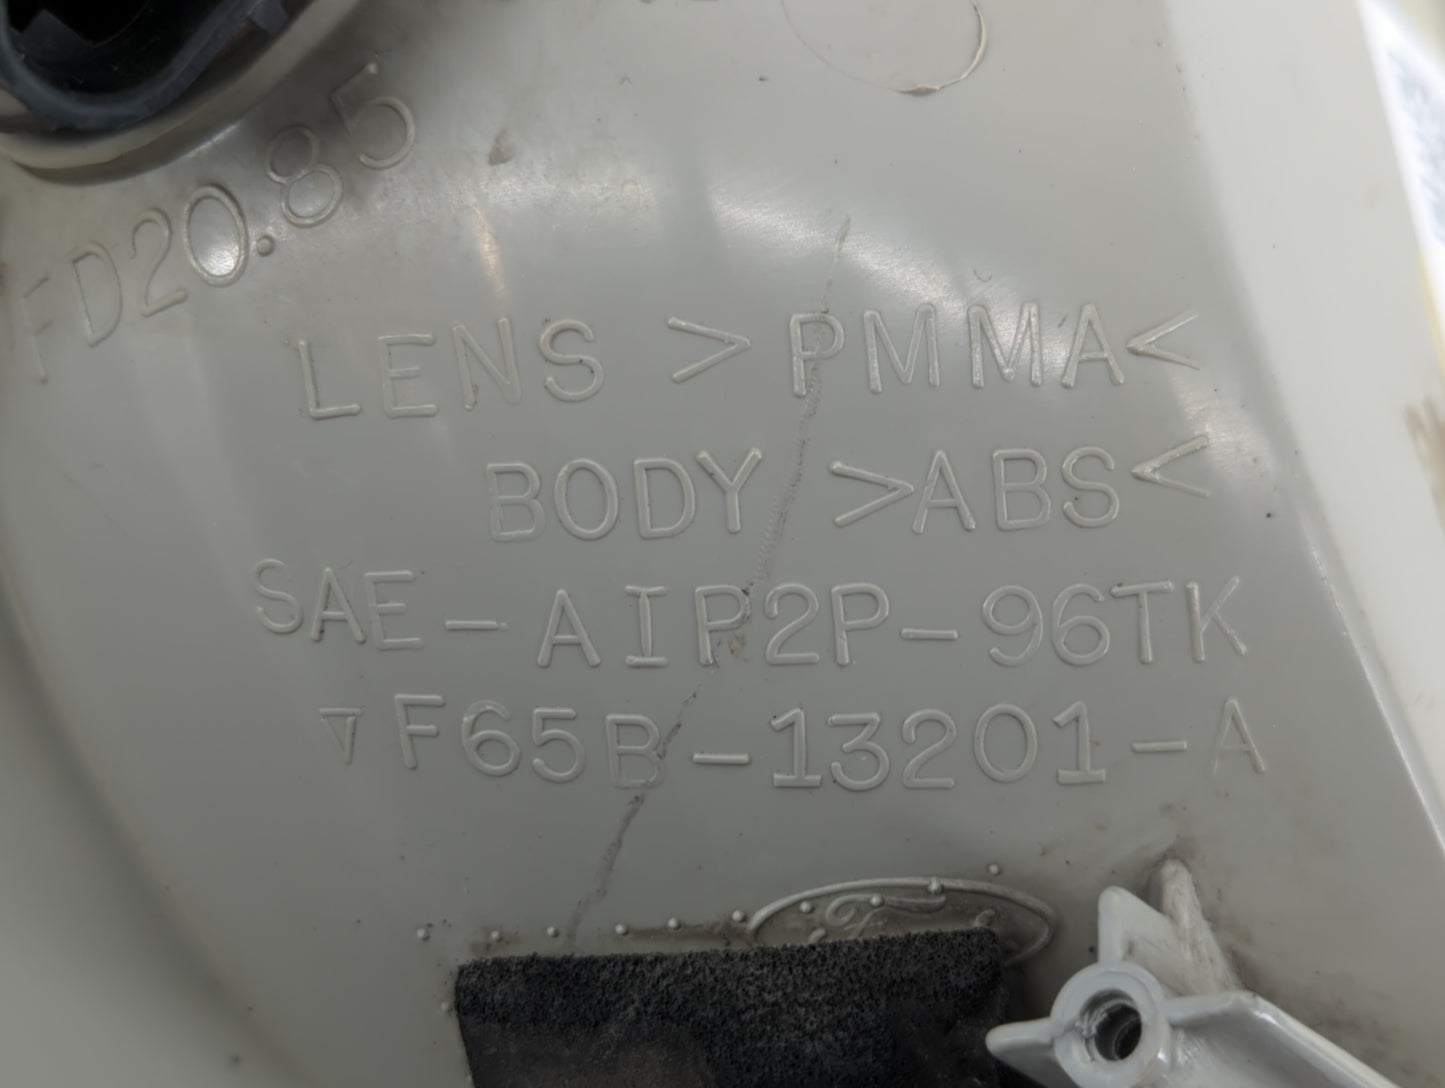 FD20.85
LENS >PMMA<
BODY >ABS<
SAE-AIP2P-96TK
▽F65B-13201-A